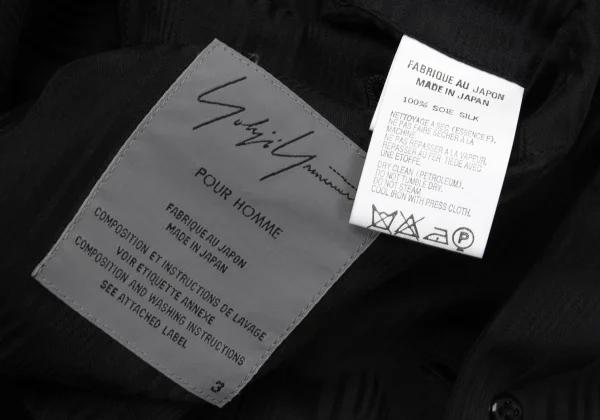 Yohji Yamamoto
POUR HOMME
FABRIQUE AU JAPON
MADE IN JAPAN
COMPOSITION ET INSTRUCTIONS DE LAVAGE
VOIR ETIQUETTE ANNEXE
COMPOSITION AND WASHING INSTRUCTIONS
SEE ATTACHED LABEL
3
FABRIQUE AU JAPON
MADE IN JAPAN
100% SOIE SILK
NETTOYAGE A SEC (ESSENCE F).
NE PAS FAIRE SECHER A LA
MACHINE.
NE PAS REPASSER A LA VAPEUR.
REPASSER AU FER TIEDE AVEC
UNE ETOFFE.
DRY CLEAN (PETROLEUM).
DO NOT TUMBLE DRY.
DO NOT STEAM.
COOL IRON WITH PRESS CLOTH.
P